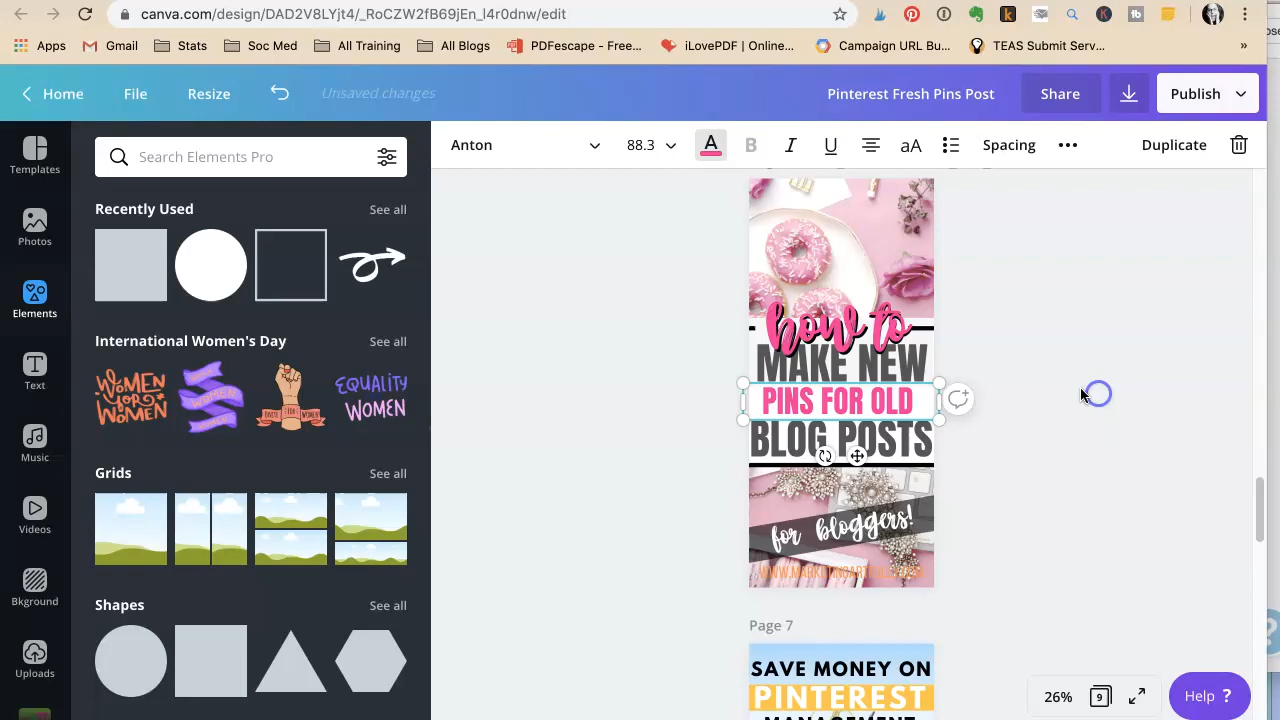 canva.com/design/DAD2V8LYjt4/_RoCZW2fB69jEn_l4r0dnw/edit
Apps Gmail Stats Soc Med All Training All Blogs PDFescape - Free... iLovePDF | Online... Campaign URL Bu... TEAS Submit Serv... »
Home File Resize Unsaved changes Pinterest Fresh Pins Post Share Publish
Anton 88.3 A B I U aA Spacing ••• Duplicate
Templates
Photos
Elements
Text
Music
Videos
Bkground
Uploads
Search Elements Pro
Recently Used See all
International Women's Day See all
WOMEN FOR WOMEN
WOMEN
EQUALITY
WOMEN
Grids See all
Shapes See all
how to
MAKE NEW
PINS FOR OLD
BLOG POSTS
for bloggers!
Page 7
SAVE MONEY ON
PINTEREST
MANAGEMENT
26% 9 Help ?